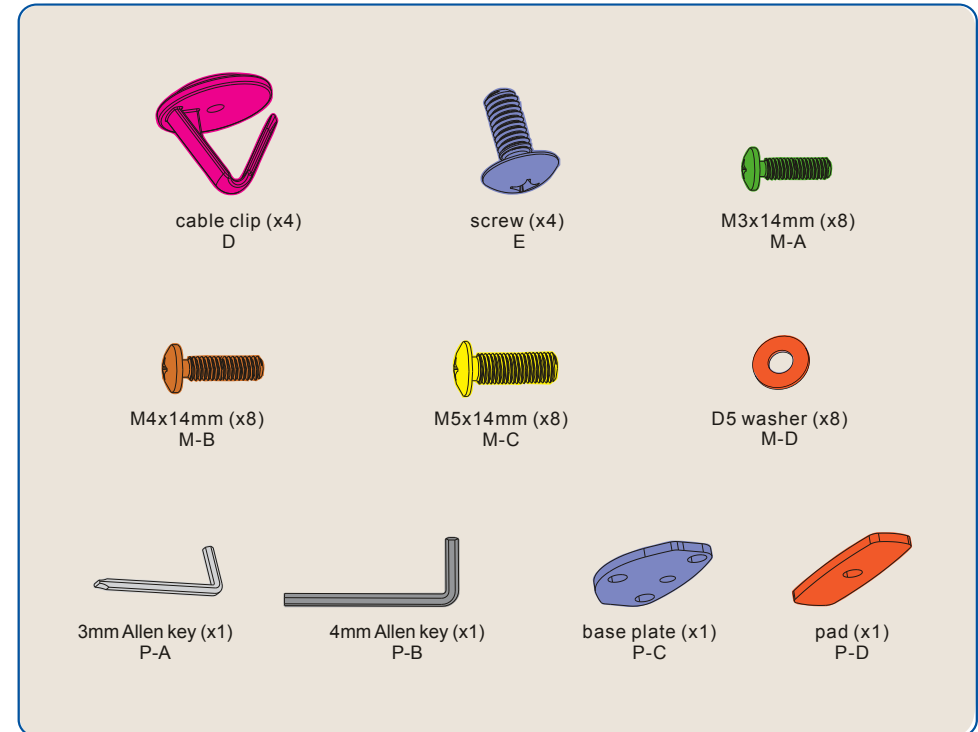 cable clip (x4)
D
screw (x4)
E
M3x14mm (x8)
M-A
M4x14mm (x8)
M-B
M5x14mm (x8)
M-C
D5 washer (x8)
M-D
3mm Allen key (x1)
P-A
4mm Allen key (x1)
P-B
base plate (x1)
P-C
pad (x1)
P-D